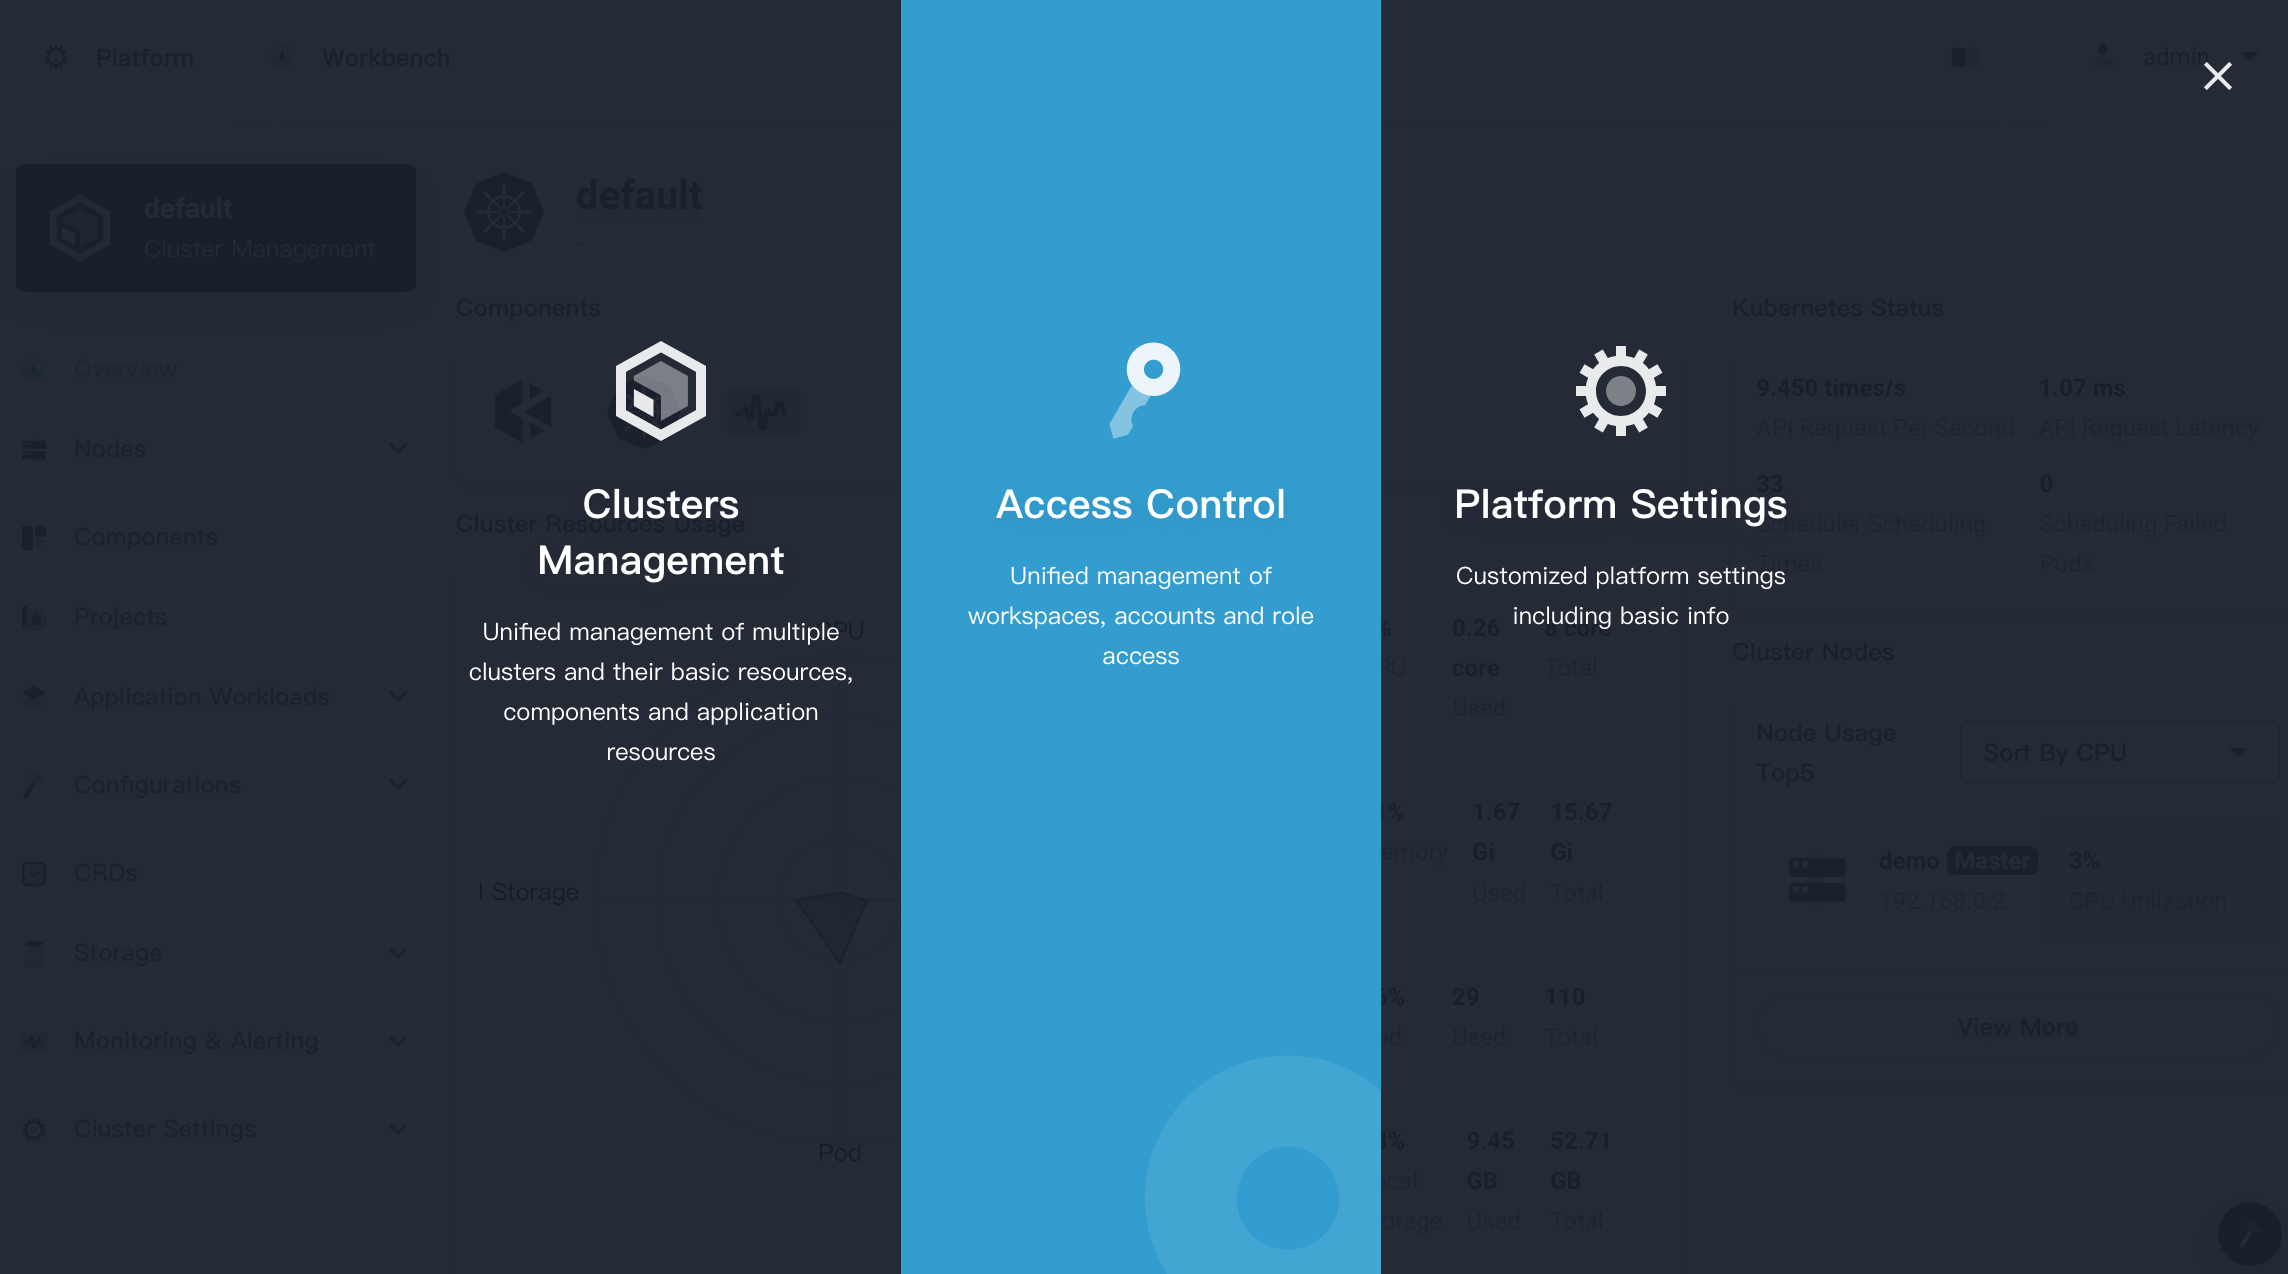 Platform
Workbench
admin
default
Cluster Management
default
-
Components
Kubernetes Status
Overview
9.450 times/s
1.07 ms
API Request Per Second
API Request Latency
Nodes
33
0
Clusters
Management
Access Control
Platform Settings
Cluster Resources Usage
Scheduler Scheduling
Times
Scheduling Failed
Pods
Components
Unified management of multiple
clusters and their basic resources,
components and application
resources
Unified management of
workspaces, accounts and role
access
Customized platform settings
including basic info
Projects
0.26
core
Used
8 core
Total
Cluster Nodes
Application Workloads
Node Usage
Top5
Sort By CPU
Configurations
1.67
Gi
Used
15.67
Gi
Total
demo Master
192.168.0.2
3%
CPU Utilization
CRDs
Storage
29
Used
110
Total
View More
Monitoring & Alerting
Cluster Settings
Pod
9.45
GB
Used
52.71
GB
Total